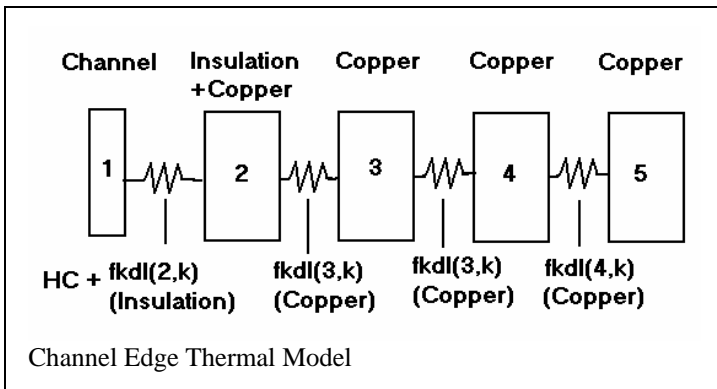 Channel Insulation +Copper Copper Copper Copper
1 2 3 4 5
HC + fkdl(2,k) (Insulation) fkdl(3,k) (Copper) fkdl(3,k) (Copper) fkdl(4,k) (Copper)
Channel Edge Thermal Model